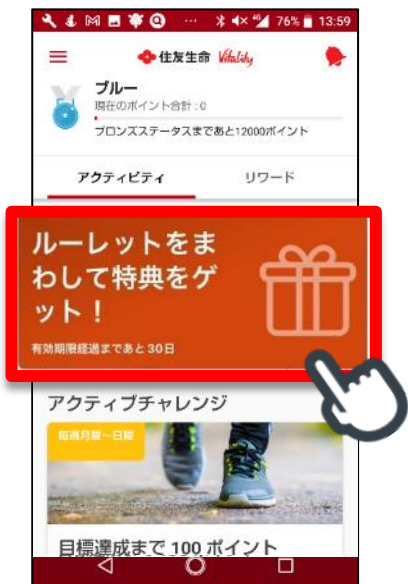 4G 76% 13:59
住友生命 Vitality
ブルー
現在のポイント合計：0
ブロンズステータスまであと12000ポイント
アクティビティ リワード
ルーレットをま
わして特典をゲ
ット！
有効期限経過まであと30日
アクティブチャレンジ
毎週月曜～日曜
目標達成まで 100 ポイント